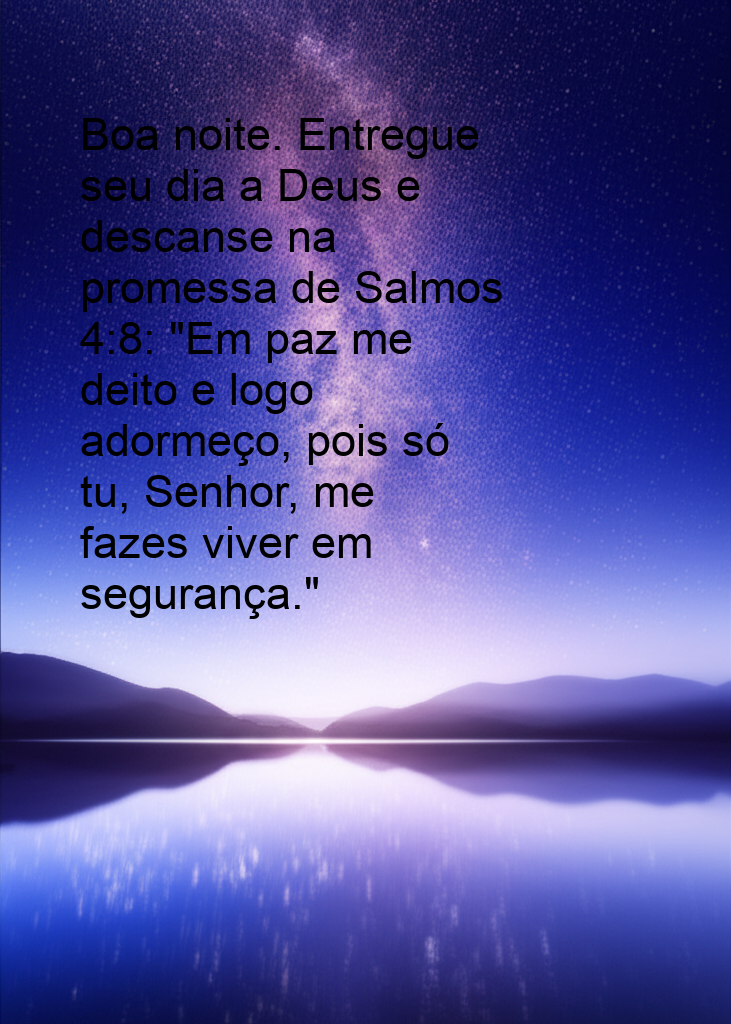 Boa noite. Entregue
seu dia a Deus e
descanse na
promessa de Salmos
4:8: "Em paz me
deito e logo
adormeço, pois só
tu, Senhor, me
fazes viver em
segurança."